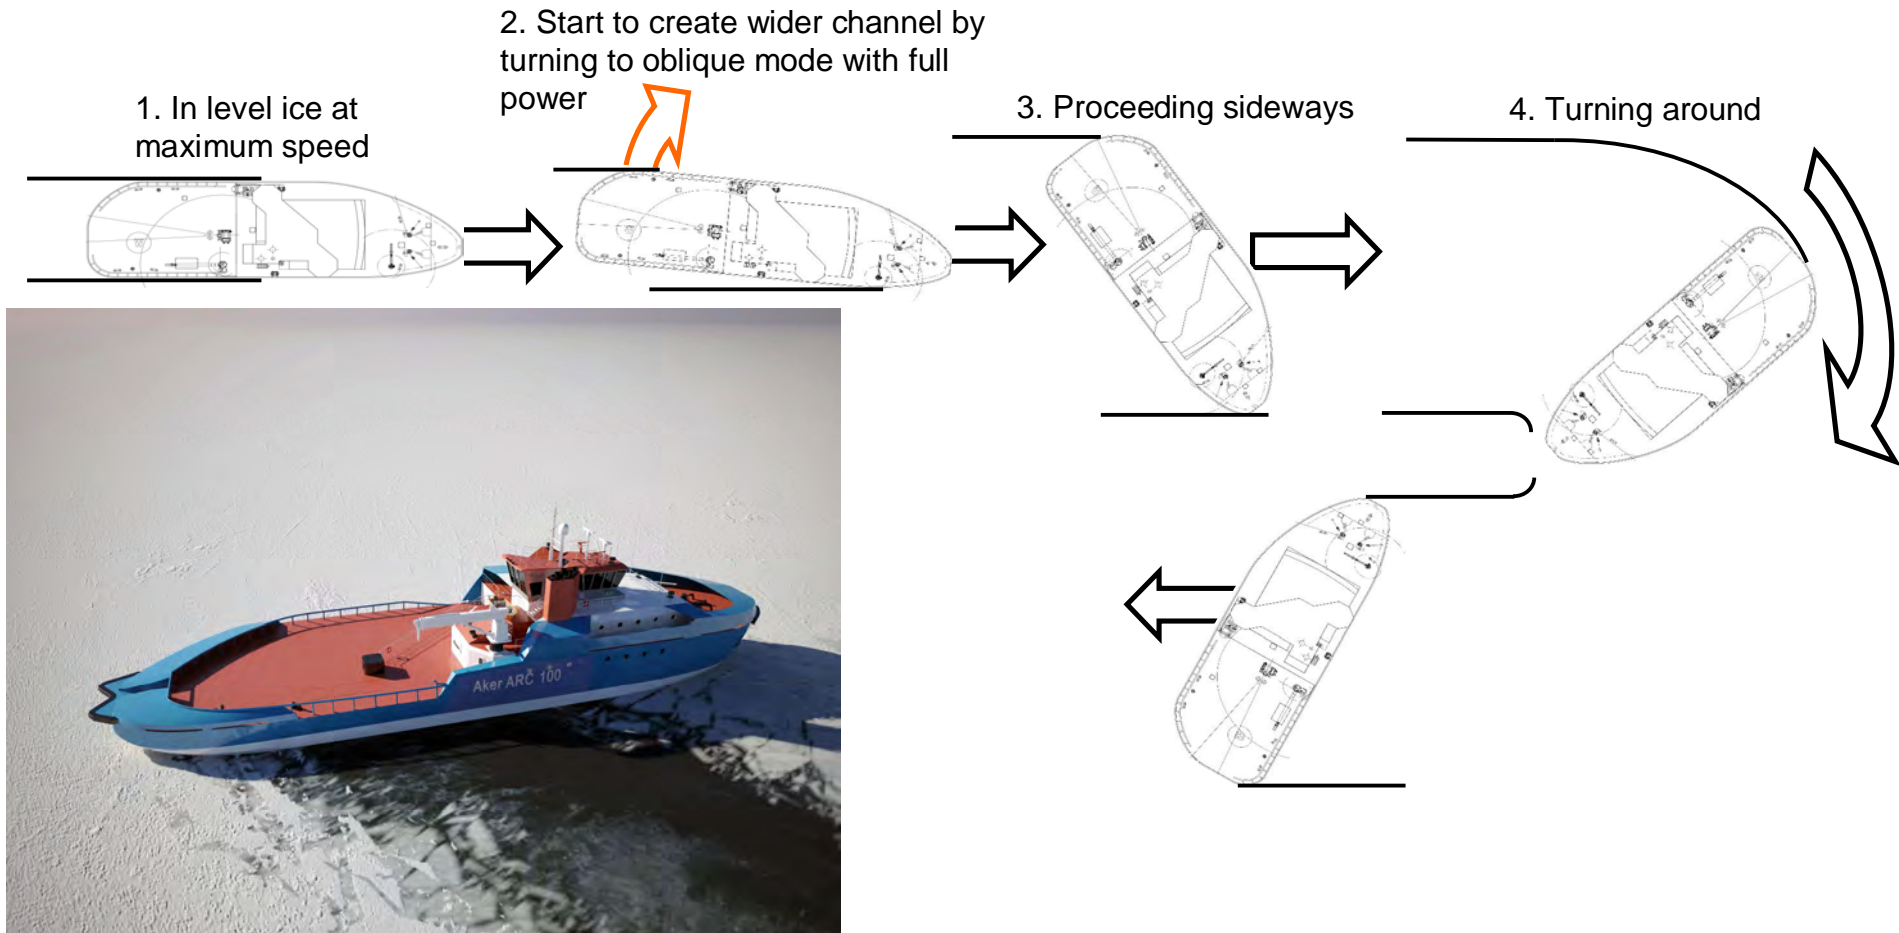 1. In level ice at
maximum speed
2. Start to create wider channel by
turning to oblique mode with full
power
3. Proceeding sideways
4. Turning around
Aker ARC 100